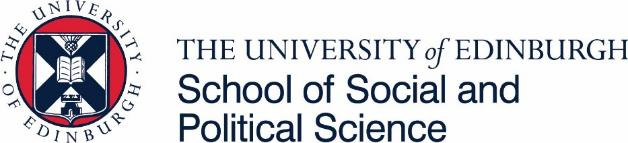 · THE UNIVERSITY ·
OF EDINBURGH
THE UNIVERSITY of EDINBURGH
School of Social and
Political Science